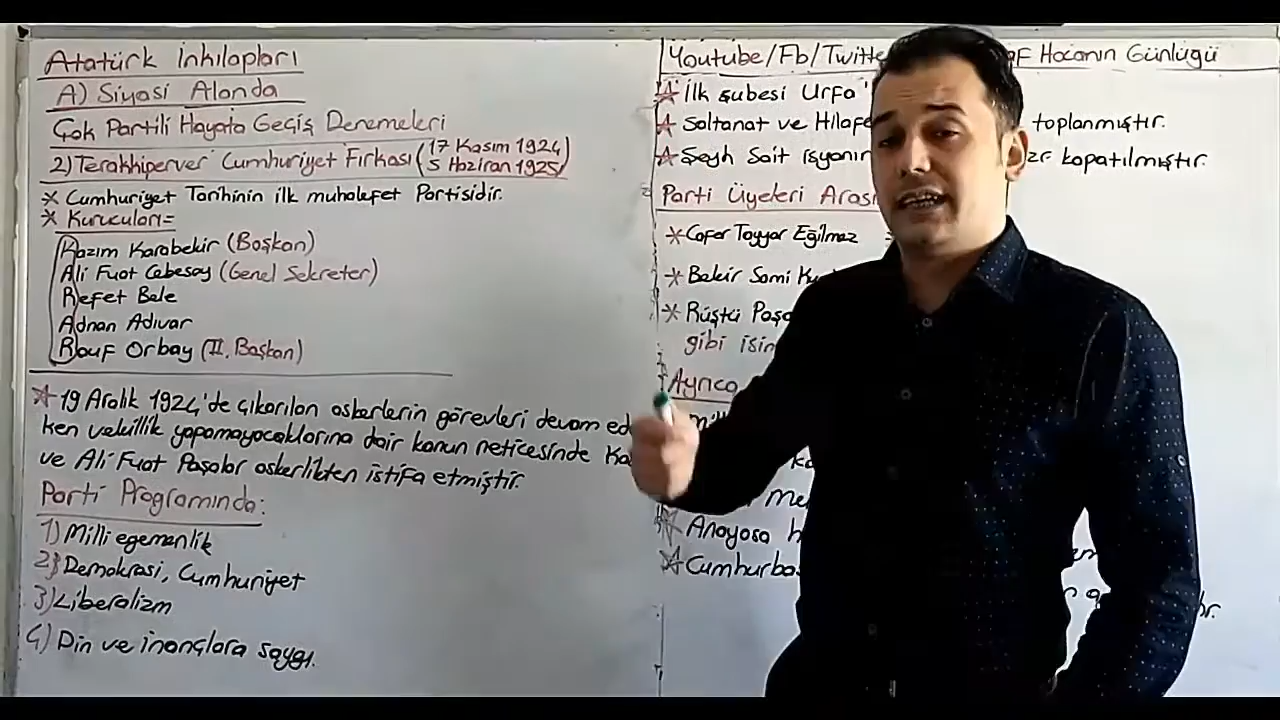 Atatürk İnkılapları
A) Siyasi Alanda
Çok Partili Hayata Geçiş Denemeleri
2) Terakkiperver Cumhuriyet Fırkası (17 Kasım 1924
5 Haziran 1925)
* Cumhuriyet Tarihinin ilk muhalefet Partisidir.
* Kurucuları=
Kazım Karabekir (Başkan)
Ali Fuat Cebesoy (Genel Sekreter)
Refet Bele
Adnan Adıvar
Rauf Orbay (II. Başkan)
* 19 Aralık 1924'de çıkarılan askerlerin görevleri devam ed
ken vekillik yapamayacaklarına dair kanun neticesinde Ka
ve Ali Fuat Paşalar askerlikten istifa etmiştir.
Parti Programında:
1) Milli egemenlik
2) Demokrasi, Cumhuriyet
3) Liberalizm
4) Din ve inançlara saygı.
Youtube/Fb/Twitte Hocanın Günlüğü
* İlk şubesi Urfa'
* Saltanat ve Hilafe toplanmıştır.
* Şeyh Sait isyanın kapatılmıştır.
Parti Üyeleri Arası
* Cafer Tayyar Eğilmez
* Bekir Sami
* Rüştü Paşa
gibi isim
Ayrıca
* Anayasa
* Cumhurbaş